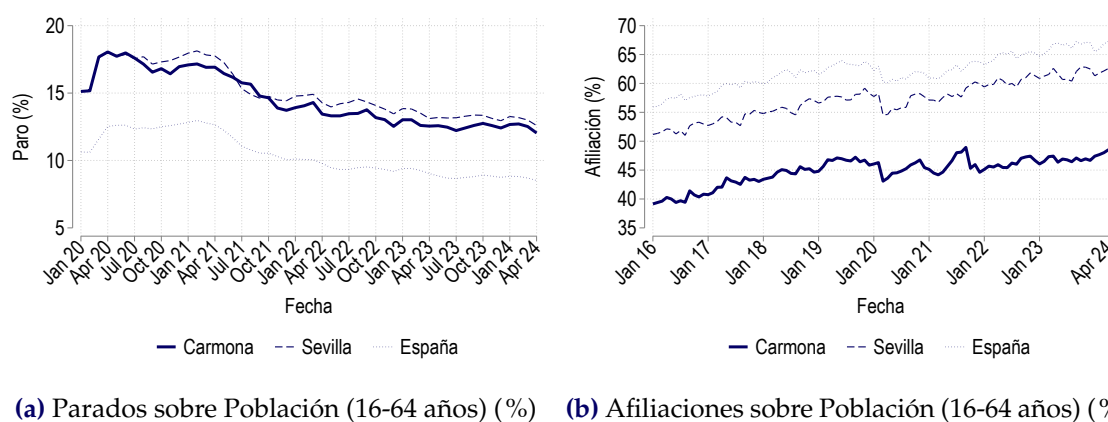 20
15
10
5
Paro (%)
Jan 20
Apr 20
Jul 20
Oct 20
Jan 21
Apr 21
Jul 21
Oct 21
Jan 22
Apr 22
Jul 22
Oct 22
Jan 23
Apr 23
Jul 23
Oct 23
Jan 24
Apr 24
Fecha
Carmona Sevilla España
(a) Parados sobre Población (16-64 años) (%)
70
65
60
55
50
45
40
35
Afiliación (%)
Jan 16
Jan 17
Jan 18
Jan 19
Jan 20
Jan 21
Jan 22
Jan 23
Apr 24
Fecha
Carmona Sevilla España
(b) Afiliaciones sobre Población (16-64 años) (%